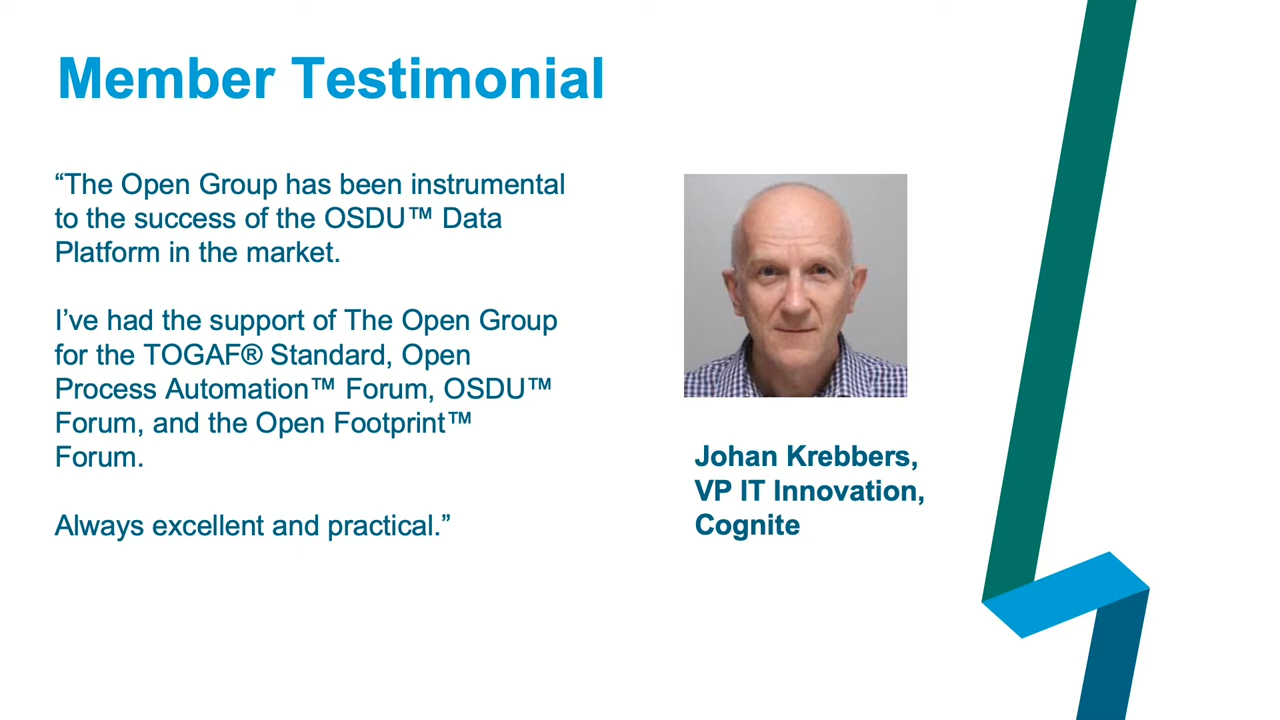 Member Testimonial
“The Open Group has been instrumental
to the success of the OSDU™ Data
Platform in the market.
I’ve had the support of The Open Group
for the TOGAF® Standard, Open
Process Automation™ Forum, OSDU™
Forum, and the Open Footprint™
Forum.
Always excellent and practical.”
Johan Krebbers,
VP IT Innovation,
Cognite